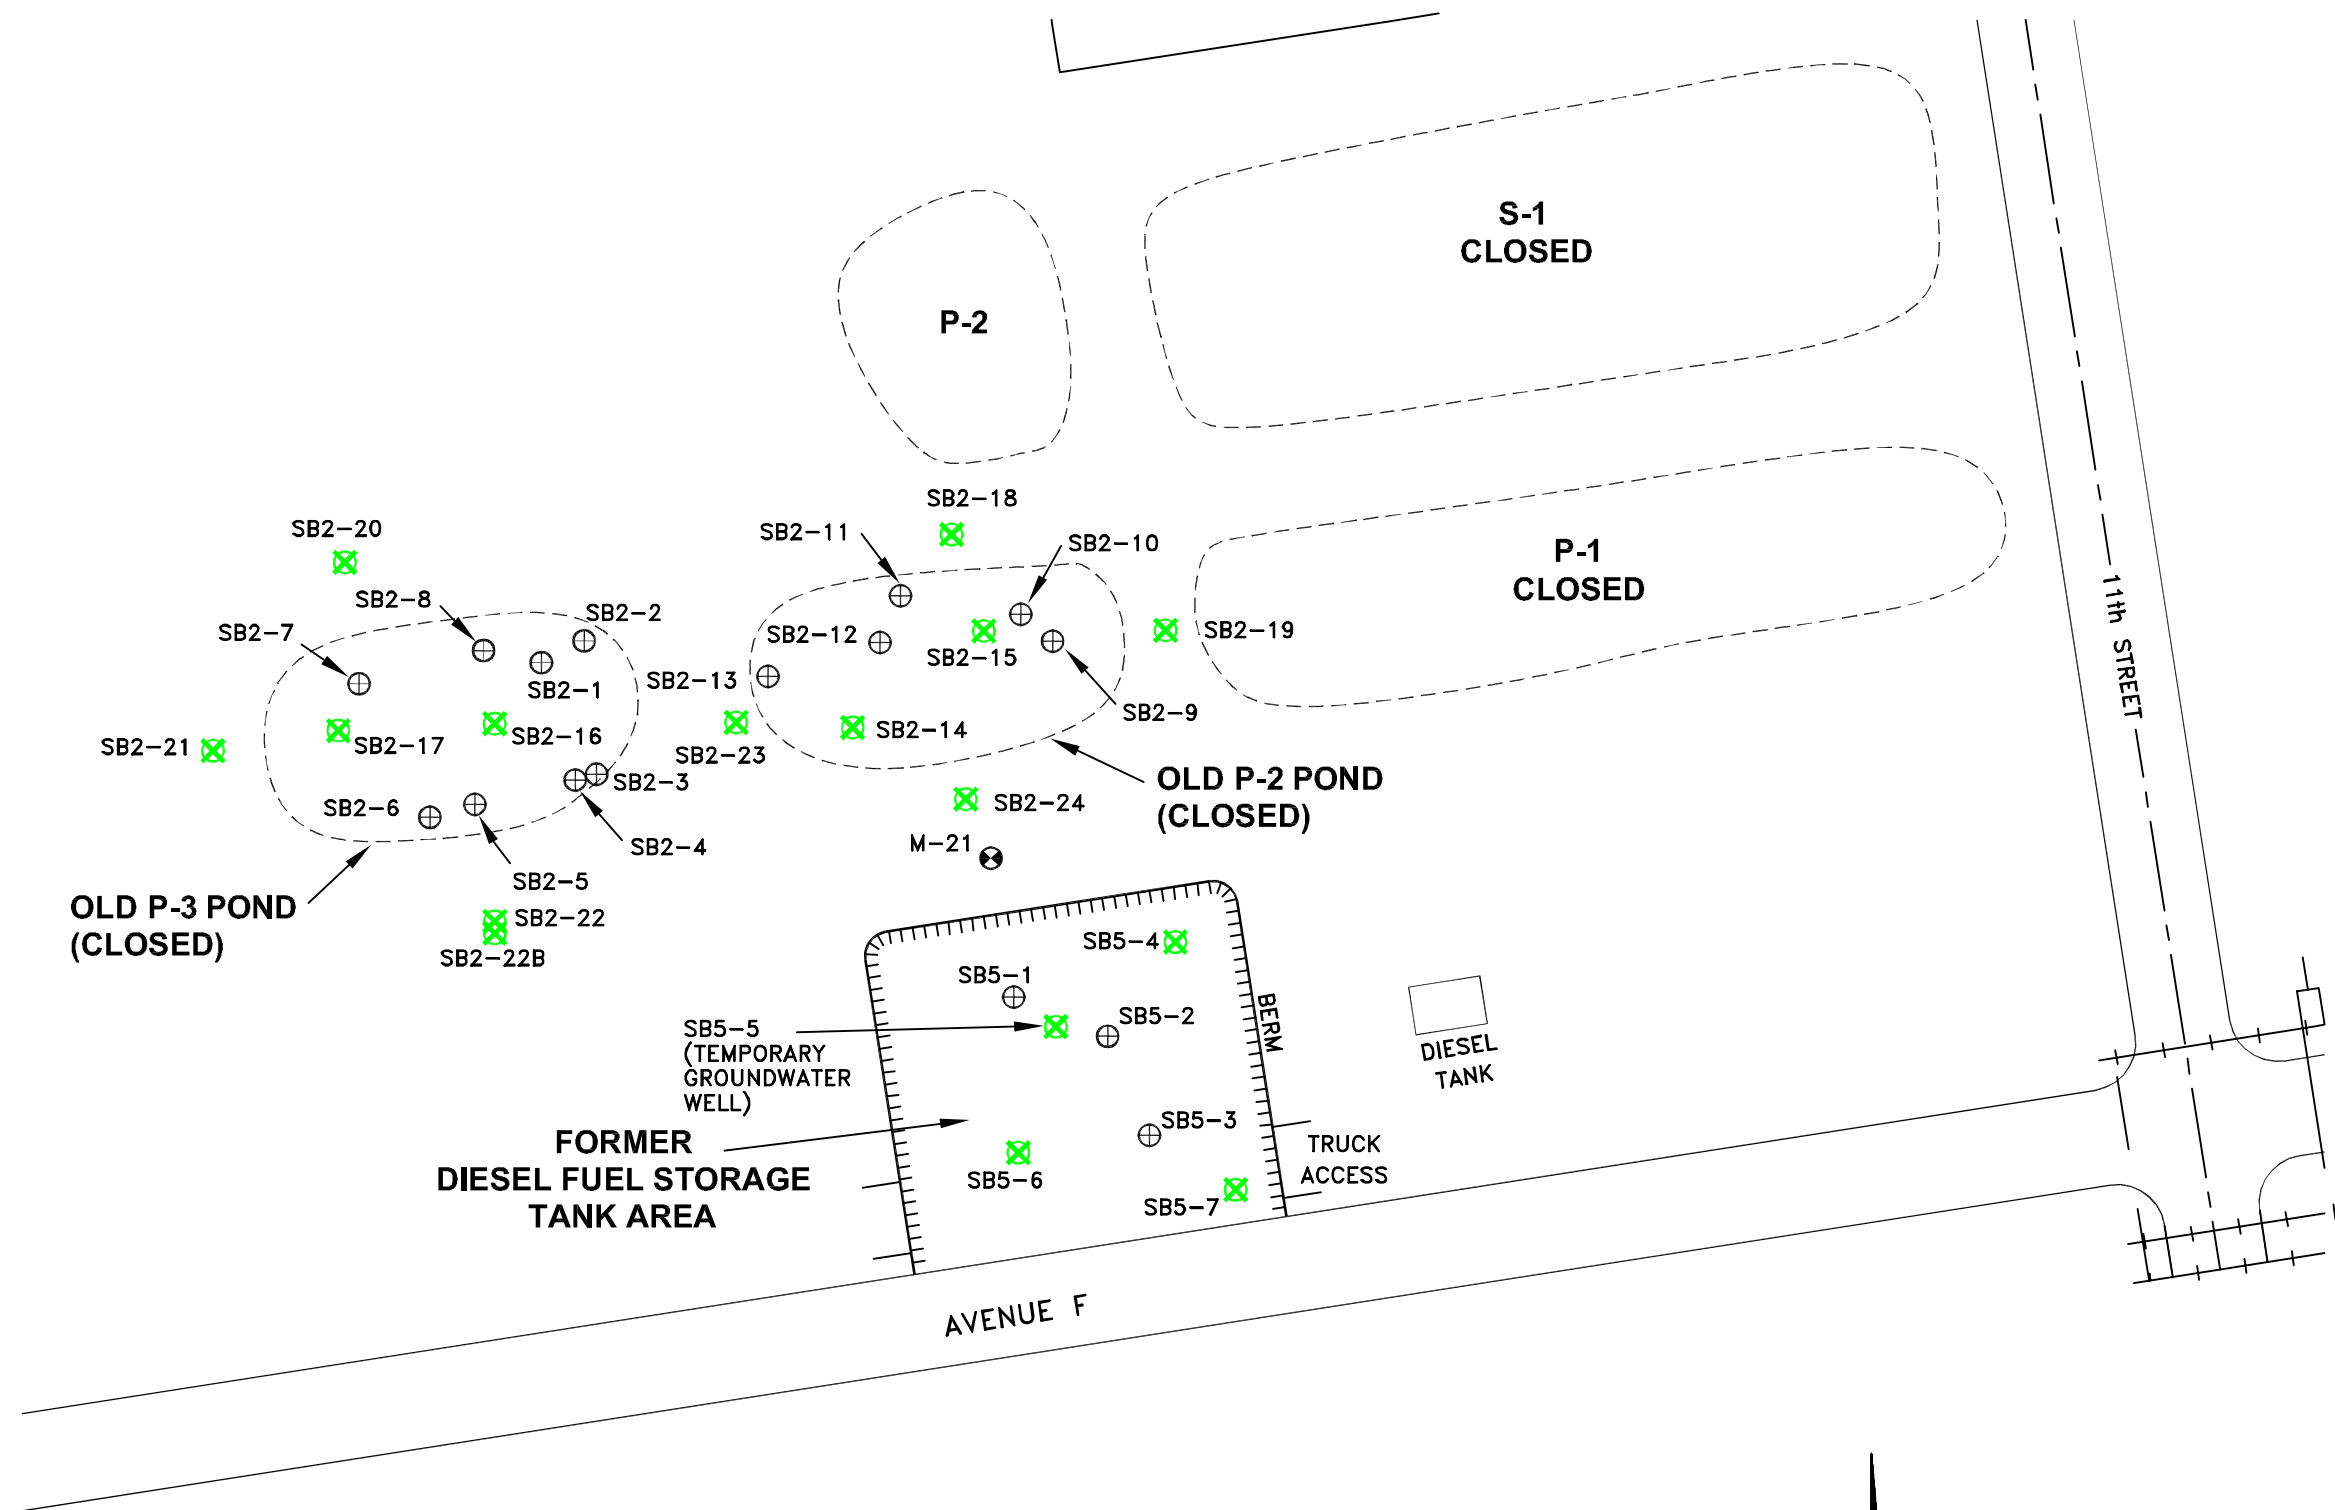 S-1
CLOSED
P-2
SB2-18
SB2-20
SB2-11
SB2-10
P-1
CLOSED
SB2-8
SB2-2
SB2-7
SB2-12
SB2-15
SB2-19
11th STREET
SB2-13
SB2-1
SB2-9
SB2-21
SB2-17
SB2-16
SB2-23
SB2-14
SB2-3
OLD P-2 POND
(CLOSED)
SB2-6
SB2-24
SB2-4
M-21
SB2-5
OLD P-3 POND
(CLOSED)
SB2-22
SB2-22B
SB5-4
SB5-1
BERM
SB5-5
(TEMPORARY
GROUNDWATER
WELL)
SB5-2
DIESEL
TANK
SB5-3
FORMER
DIESEL FUEL STORAGE
TANK AREA
TRUCK
ACCESS
SB5-6
SB5-7
AVENUE F